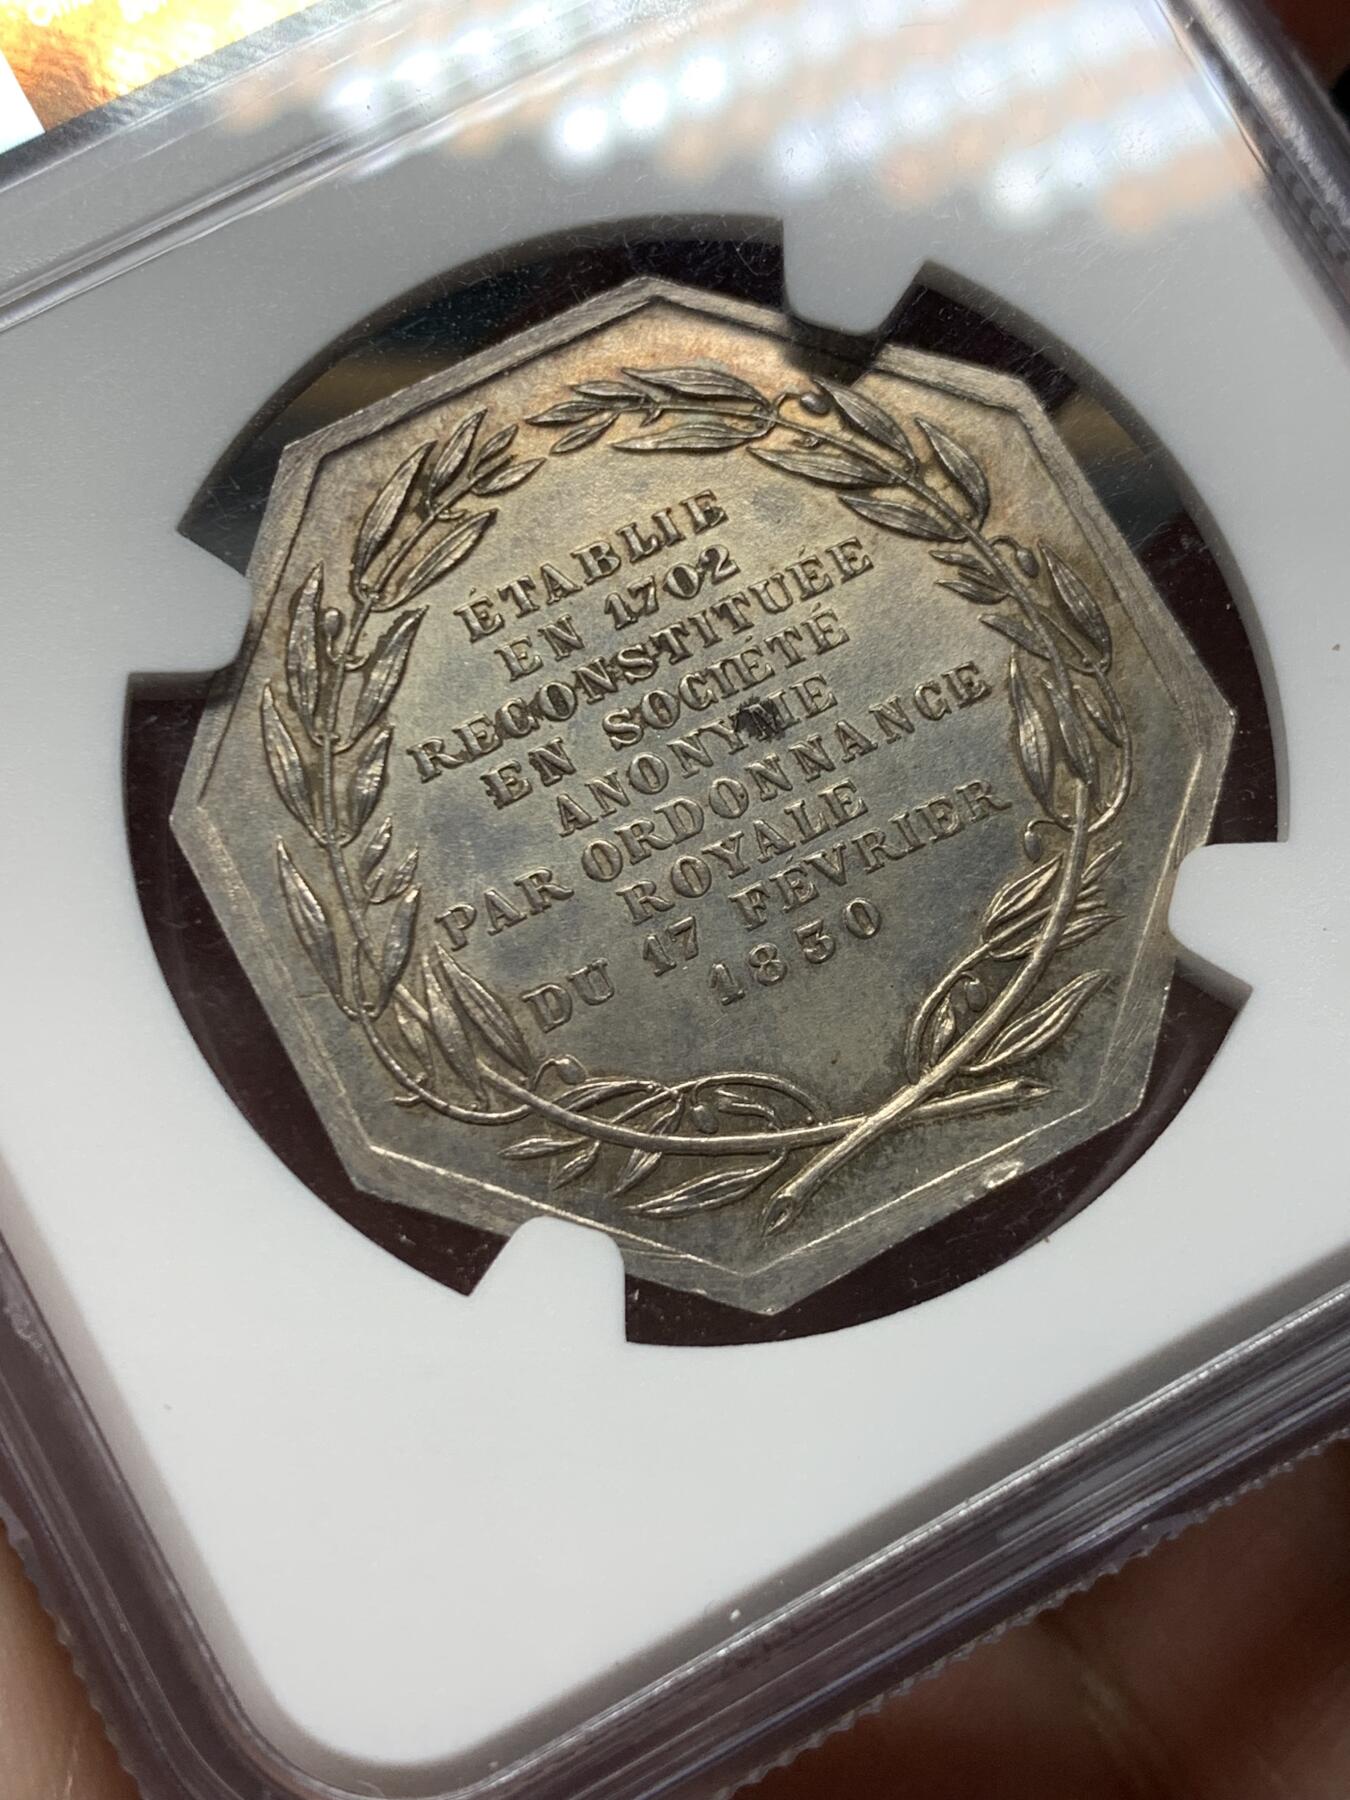 ÉTABLIE
EN 1702
RECONSTITUÉE
EN SOCIÉTÉ
ANONYME
PAR ORDONNANCE
ROYALE
DU 17 FÉVRIER
1830